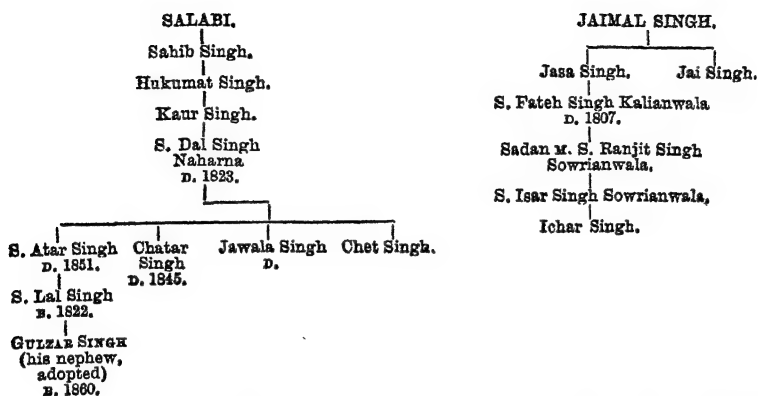 SALABI.
Sahib Singh.
Hukumat Singh.
Kaur Singh.
S. Dal Singh
Naharna
D. 1823.
S. Atar Singh
D. 1851.
Chatar
Singh
D. 1845.
Jawala Singh
D.
Chet Singh.
S. Lal Singh
B. 1822.
GULZAR SINGH
(his nephew,
adopted)
B. 1860.
JAIMAL SINGH.
Jasa Singh.
Jai Singh.
S. Fateh Singh Kalianwala
D. 1807.
Sadan M. S. Ranjit Singh
Sowrianwala.
S. Isar Singh Sowrianwala.
Ichar Singh.